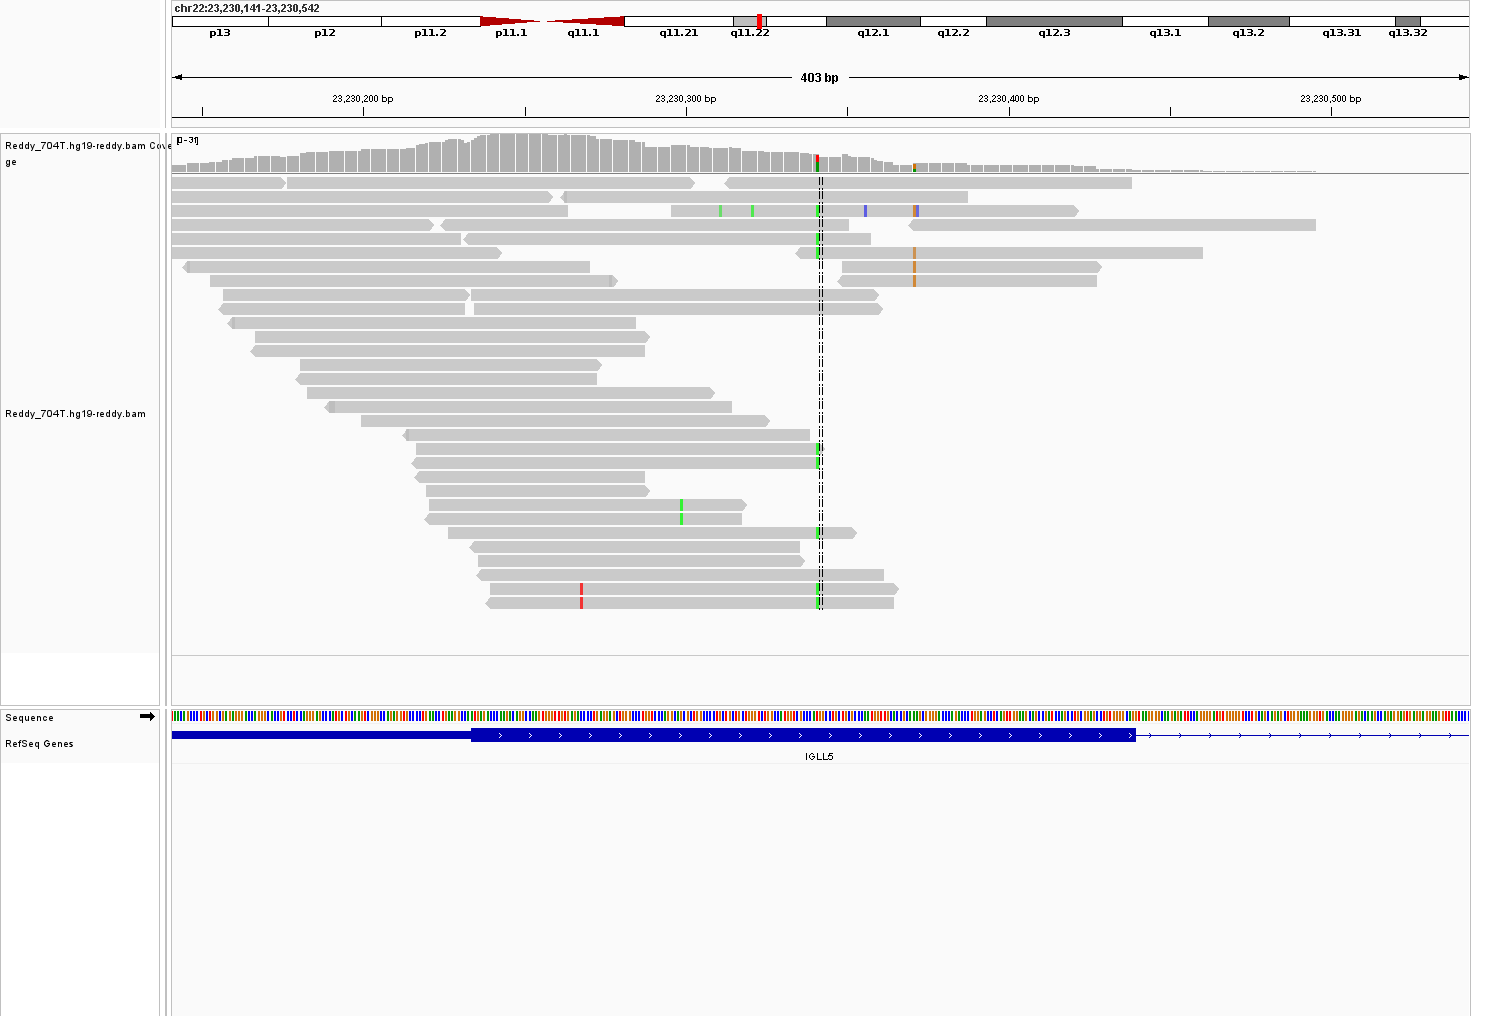 chr22:23,230,141-23,230,542
p13 p12 p11.2 p11.1 q11.1 q11.21 q11.22 q12.1 q12.2 q12.3 q13.1 q13.2 q13.31 q13.32
403 bp
23,230,200 bp 23,230,300 bp 23,230,400 bp 23,230,500 bp
Reddy_704T.hg19-reddy.bam Cove
ge
[0-31]
Reddy_704T.hg19-reddy.bam
Sequence
RefSeq Genes
IGLL5